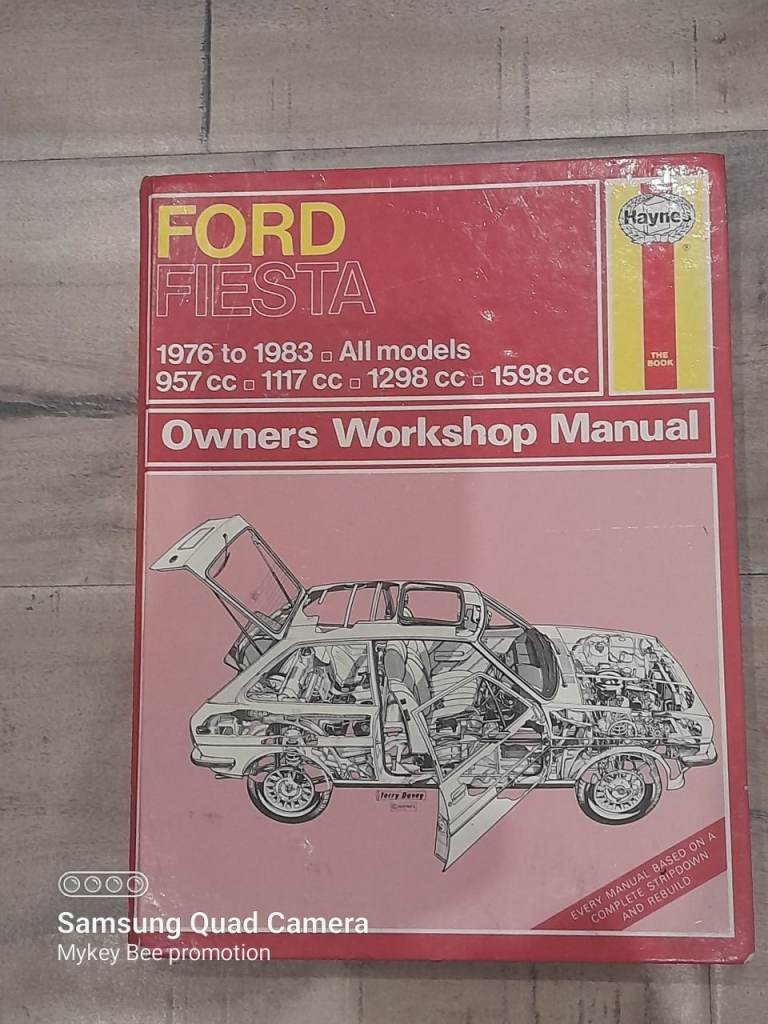 FORD
FIESTA
Haynes
®
1976 to 1983 □ All models
957 cc □ 1117 cc □ 1298 cc □ 1598 cc
THE
BOOK
Owners Workshop Manual
Terry Davey
EVERY MANUAL BASED ON A
COMPLETE STRIPDOWN
AND REBUILD
Samsung Quad Camera
Mykey Bee promotion